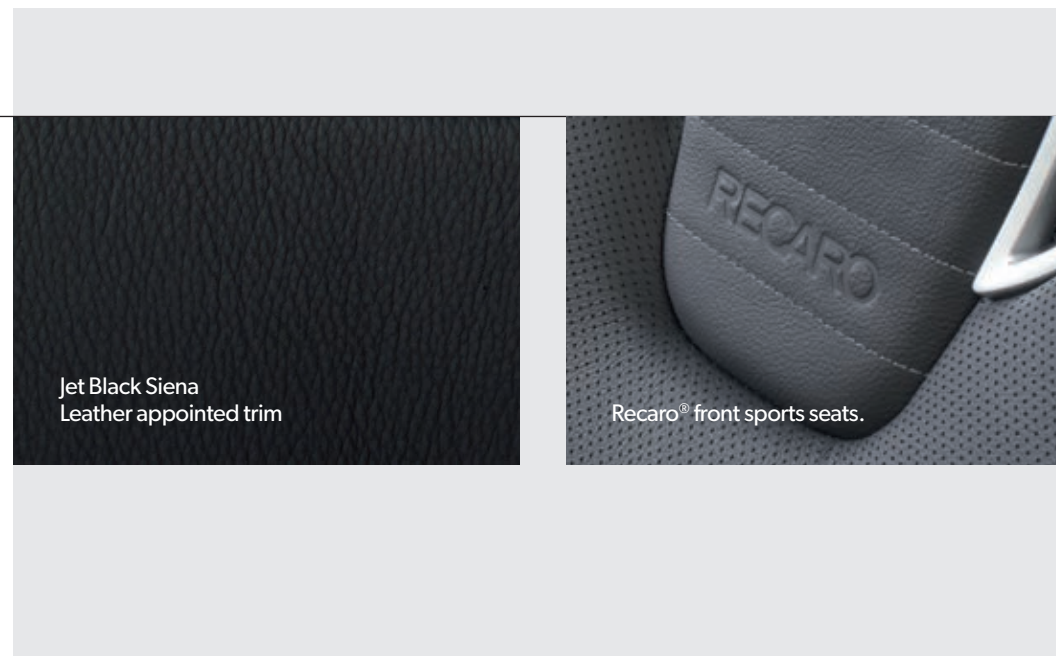 Jet Black Siena
Leather appointed trim
RECARO
Recaro® front sports seats.